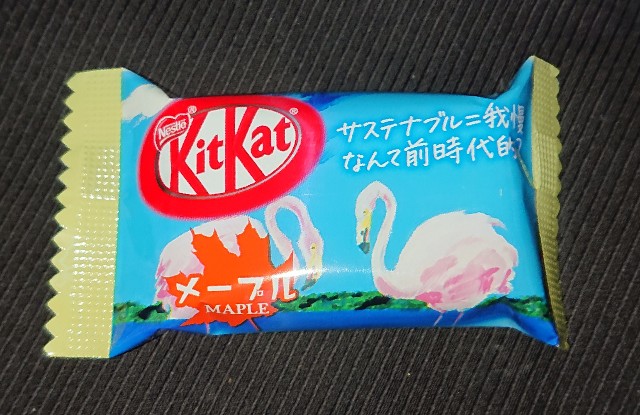 Nestlé
KitKat
サステナブル=我慢
なんて前時代的?
メープル
MAPLE